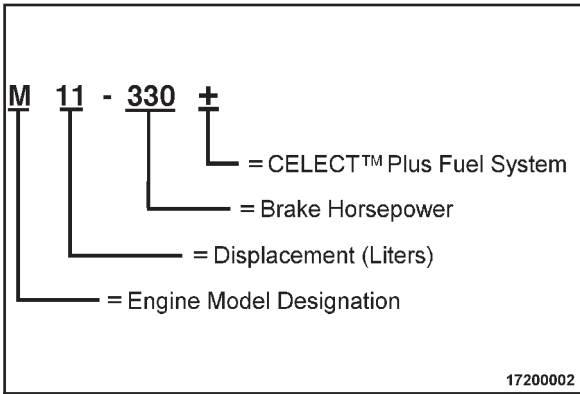 M 11 - 330 +
= CELECT™ Plus Fuel System
= Brake Horsepower
= Displacement (Liters)
= Engine Model Designation
17200002